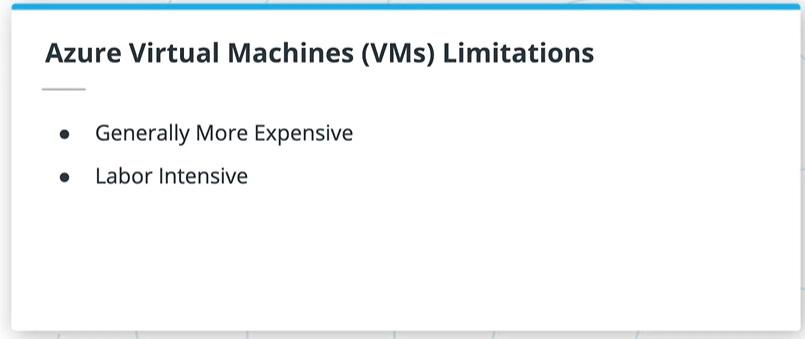 Azure Virtual Machines (VMs) Limitations
● Generally More Expensive
● Labor Intensive